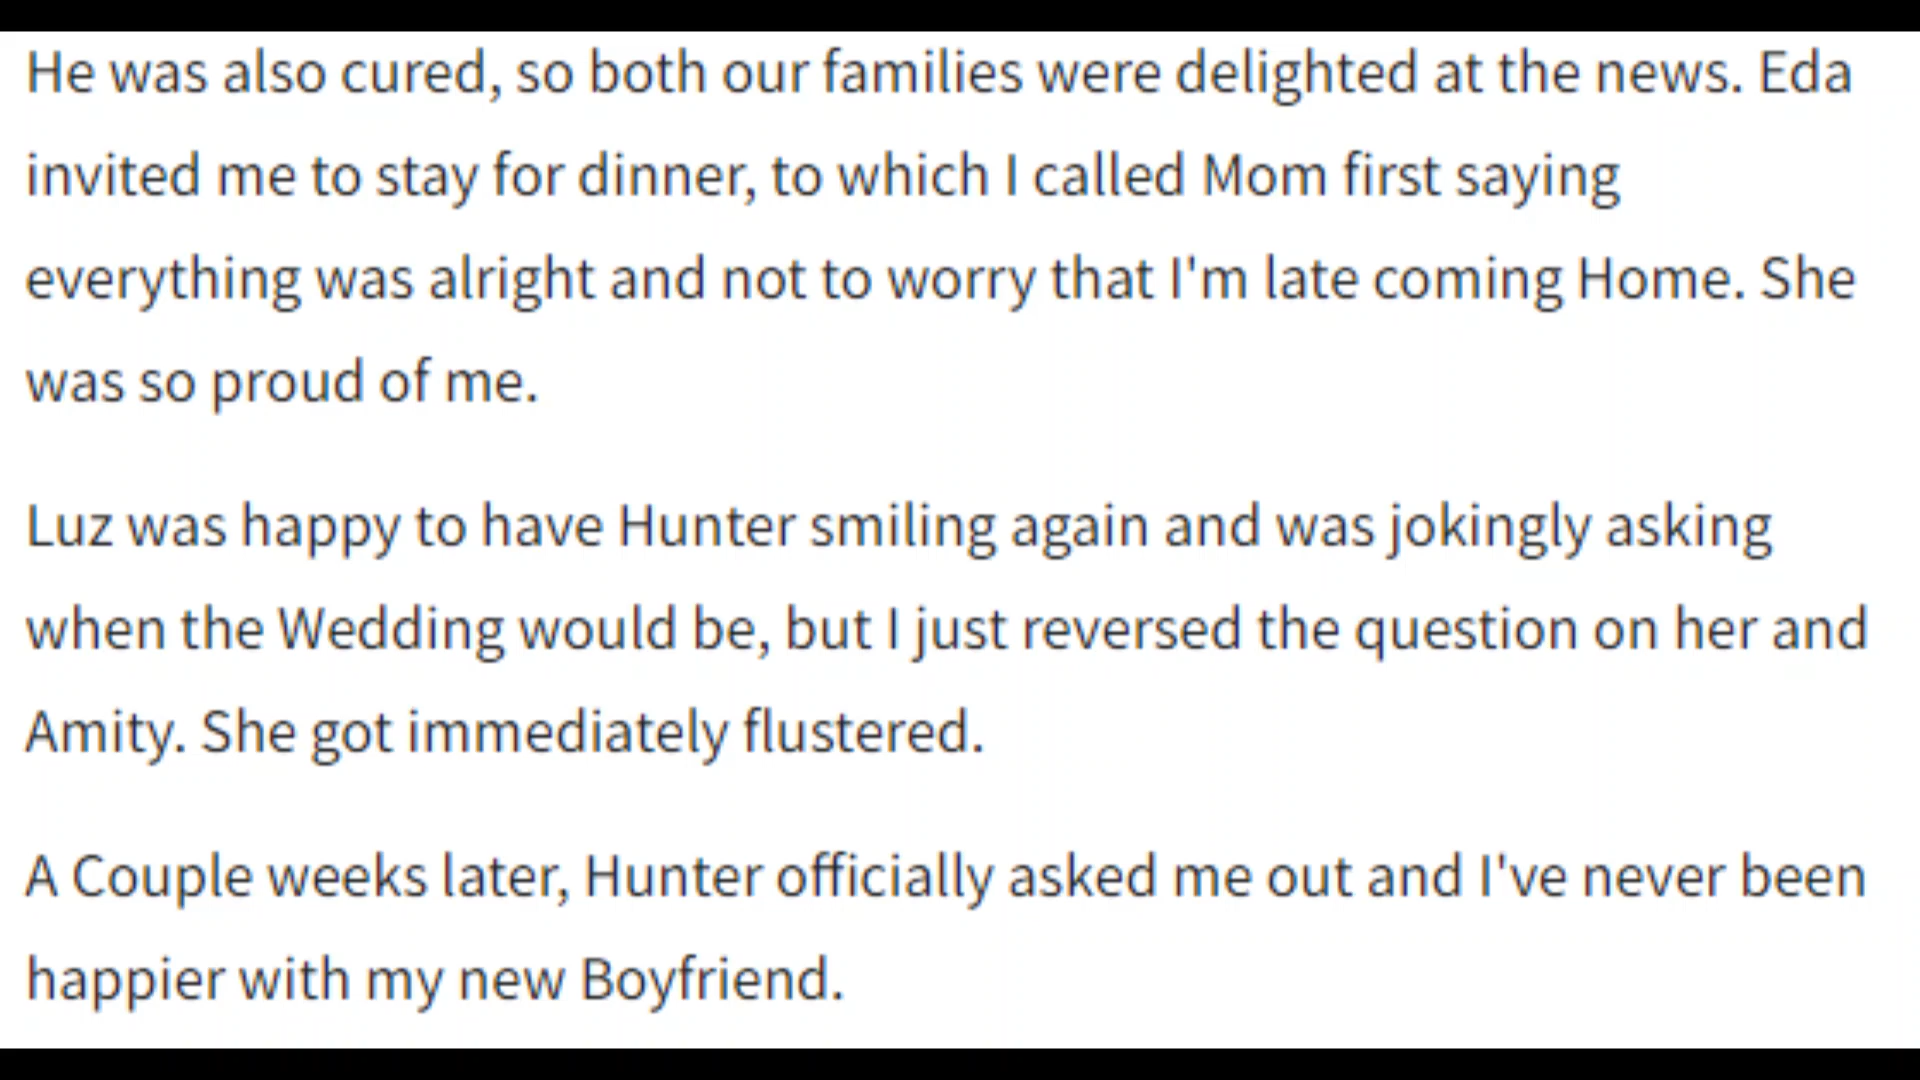 He was also cured, so both our families were delighted at the news. Eda
invited me to stay for dinner, to which I called Mom first saying
everything was alright and not to worry that I'm late coming Home. She
was so proud of me.
Luz was happy to have Hunter smiling again and was jokingly asking
when the Wedding would be, but I just reversed the question on her and
Amity. She got immediately flustered.
A Couple weeks later, Hunter officially asked me out and I've never been
happier with my new Boyfriend.